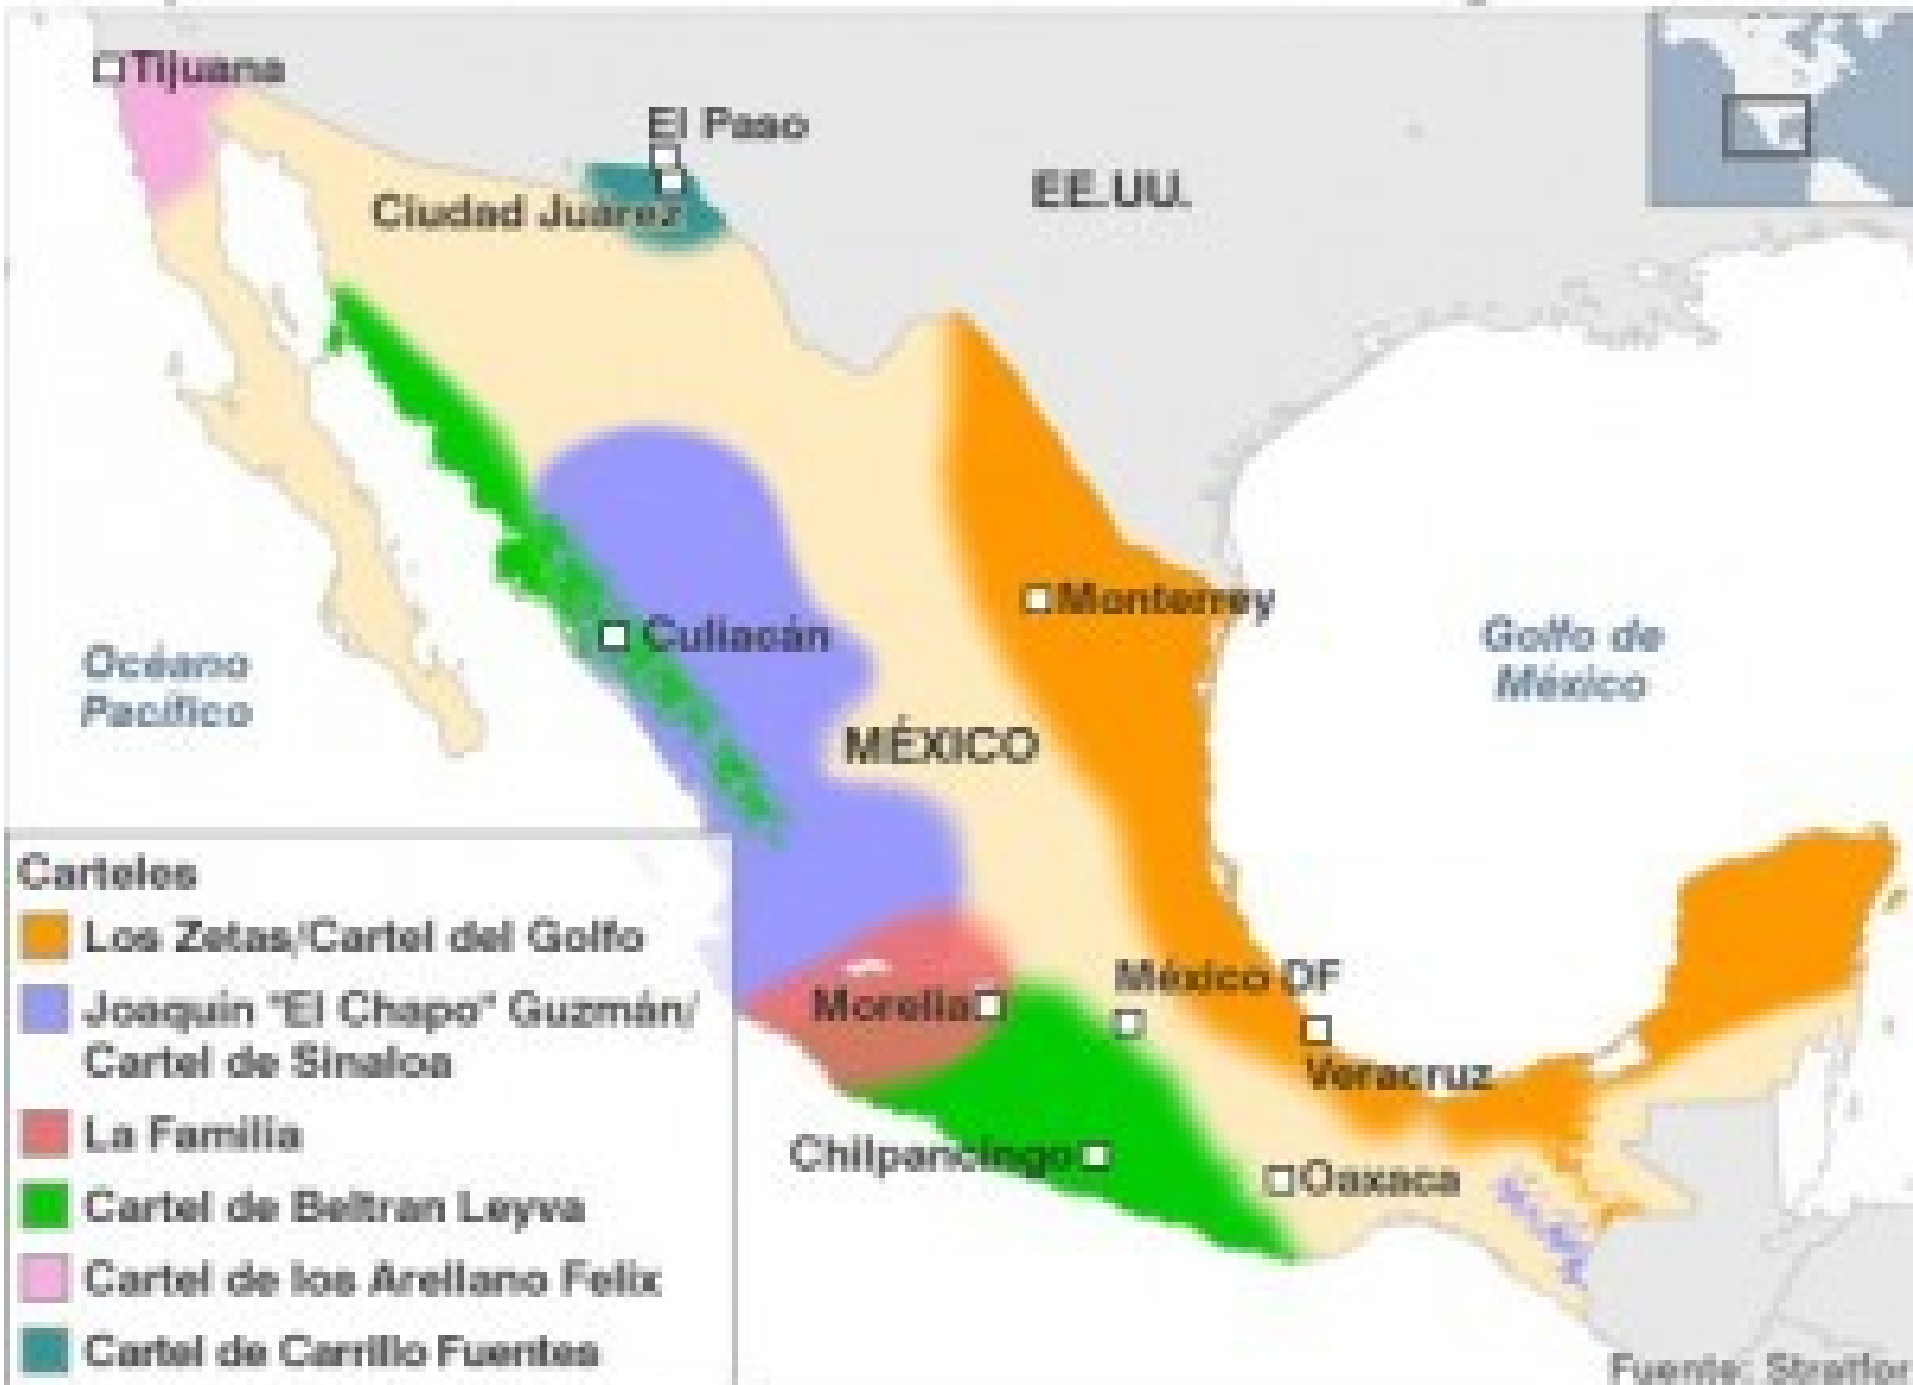 Tijuana
El Paso
Ciudad Juarez
EE.UU.
Monterrey
Culiacán
Golfo de
México
Océano
Pacífico
MÉXICO
Carteles
Los Zetas/Cartel del Golfo
Joaquin "El Chapo" Guzmán/
Cartel de Sinaloa
La Familia
Cartel de Beltran Leyva
Cartel de los Arellano Felix
Cartel de Carrillo Fuentes
México DF
Morelia
Veracruz
Chilpancingo
Oaxaca
Fuente: Stratfor